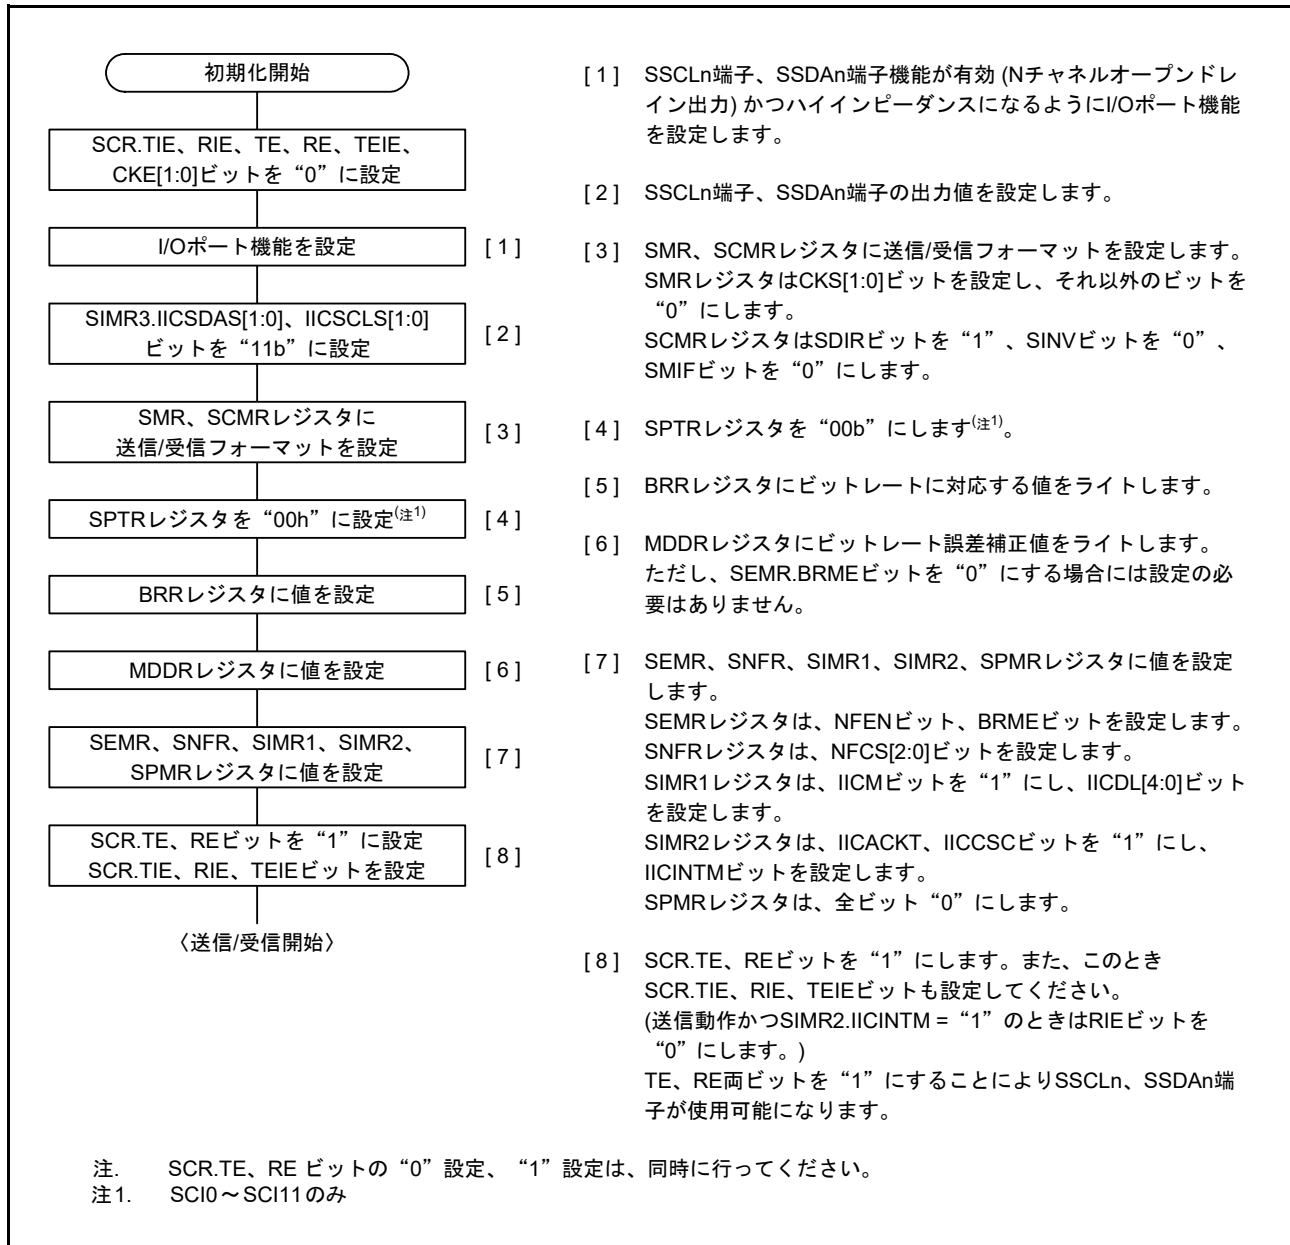 初期化開始
SCR.TIE、RIE、TE、RE、TEIE、
CKE[1:0]ビットを“0”に設定
I/Oポート機能を設定
[ 1 ]
SIMR3.IICSDAS[1:0]、IICSCLS[1:0]
ビットを“11b”に設定
[ 2 ]
SMR、SCMRレジスタに
送信/受信フォーマットを設定
[ 3 ]
SPTRレジスタを“00h”に設定(注1)
[ 4 ]
BRRレジスタに値を設定
[ 5 ]
MDDRレジスタに値を設定
[ 6 ]
SEMR、SNFR、SIMR1、SIMR2、
SPMRレジスタに値を設定
[ 7 ]
SCR.TE、REビットを“1”に設定
SCR.TIE、RIE、TEIEビットを設定
[ 8 ]
〈送信/受信開始〉
[ 1 ] SSCLn端子、SSDAn端子機能が有効 (Nチャネルオープンドレ
イン出力) かつハイインピーダンスになるようにI/Oポート機能
を設定します。
[ 2 ] SSCLn端子、SSDAn端子の出力値を設定します。
[ 3 ] SMR、SCMRレジスタに送信/受信フォーマットを設定します。
SMRレジスタはCKS[1:0]ビットを設定し、それ以外のビットを
“0”にします。
SCMRレジスタはSDIRビットを“1”、SINVビットを“0”、
SMIFビットを“0”にします。
[ 4 ] SPTRレジスタを“00b”にします(注1)。
[ 5 ] BRRレジスタにビットレートに対応する値をライトします。
[ 6 ] MDDRレジスタにビットレート誤差補正値をライトします。
ただし、SEMR.BRMEビットを“0”にする場合には設定の必
要はありません。
[ 7 ] SEMR、SNFR、SIMR1、SIMR2、SPMRレジスタに値を設定
します。
SEMRレジスタは、NFENビット、BRMEビットを設定します。
SNFRレジスタは、NFCS[2:0]ビットを設定します。
SIMR1レジスタは、IICMビットを“1”にし、IICDL[4:0]ビット
を設定します。
SIMR2レジスタは、IICACKT、IICCSCビットを“1”にし、
IICINTMビットを設定します。
SPMRレジスタは、全ビット“0”にします。
[ 8 ] SCR.TE、REビットを“1”にします。また、このとき
SCR.TIE、RIE、TEIEビットも設定してください。
(送信動作かつSIMR2.IICINTM =“1”のときはRIEビットを
“0”にします。)
TE、RE両ビットを“1”にすることによりSSCLn、SSDAn端
子が使用可能になります。
注. SCR.TE、RE ビットの“0”設定、“1”設定は、同時に行ってください。
注1. SCI0～SCI11のみ